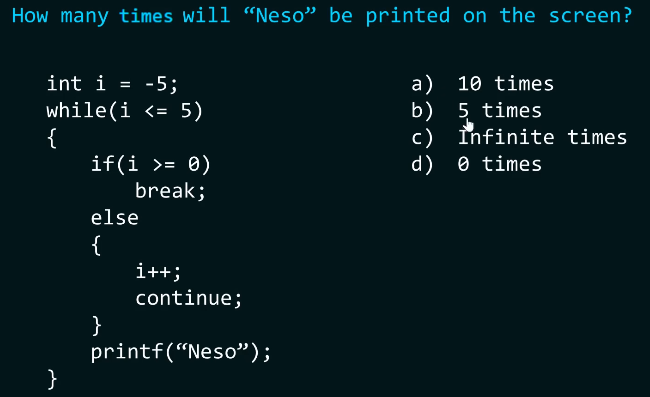 How many times will “Neso” be printed on the screen?
int i = -5;
while(i <= 5)
{
if(i >= 0)
break;
else
{
i++;
continue;
}
printf(“Neso”);
}
a) 10 times
b) 5 times
c) Infinite times
d) 0 times